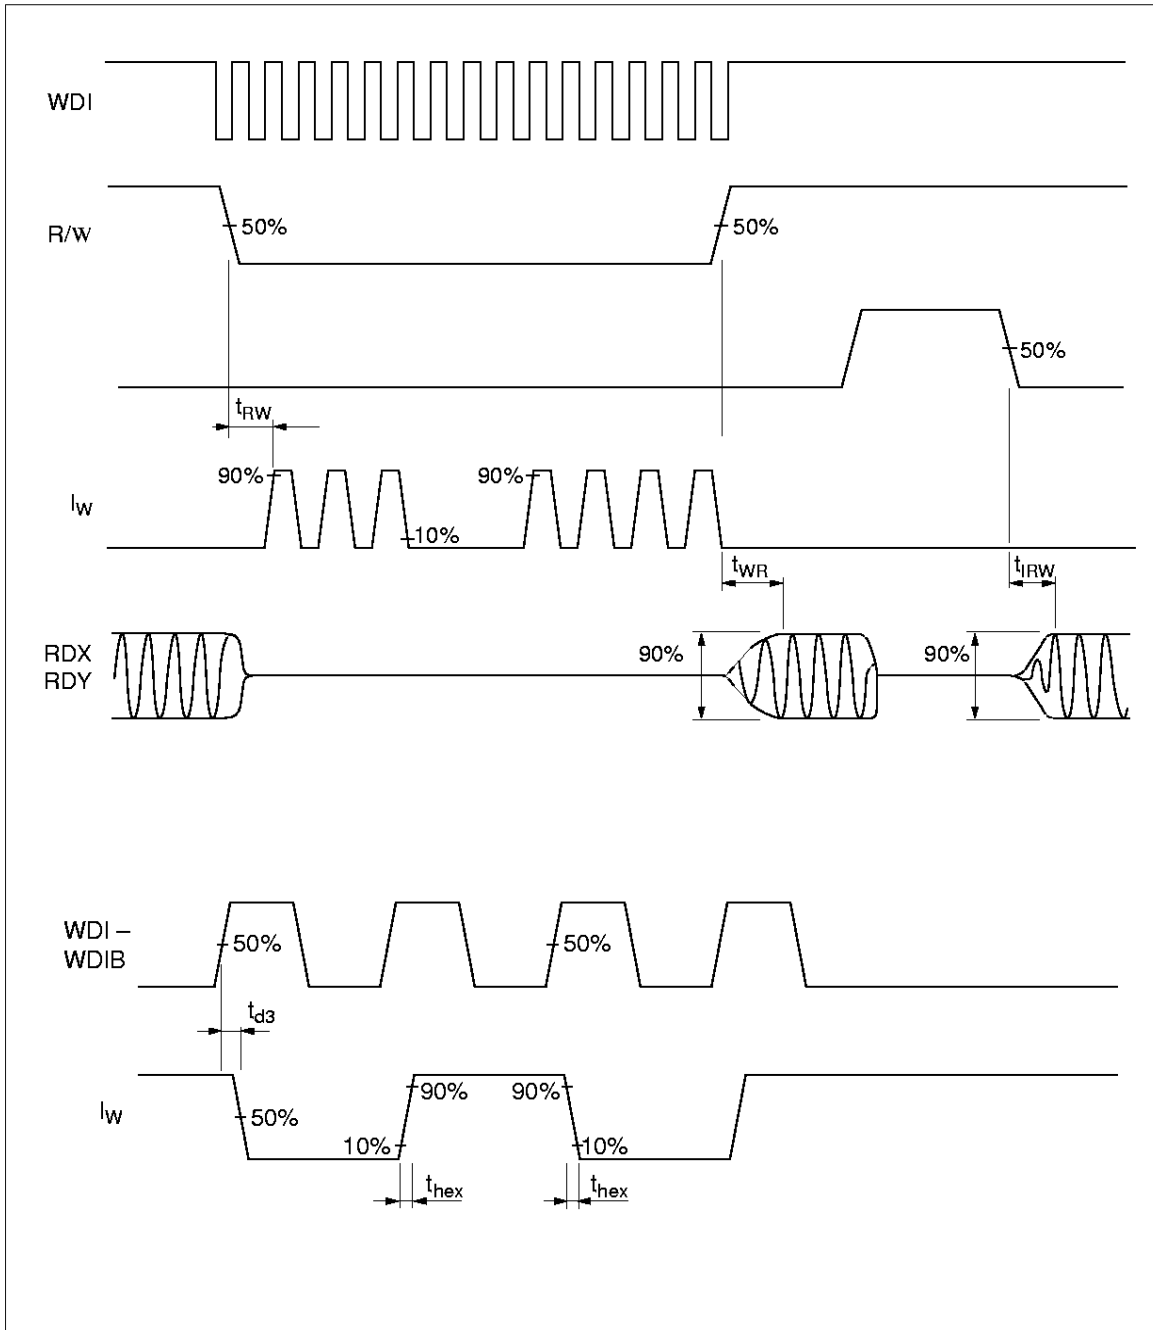 WDI
R/W
50%
50%
50%
tRW
90%
90%
IW
10%
tWR
tIRW
RDX
RDY
90%
90%
WDI –
WDIB
50%
50%
td3
IW
50%
90%
90%
10%
10%
thex
thex